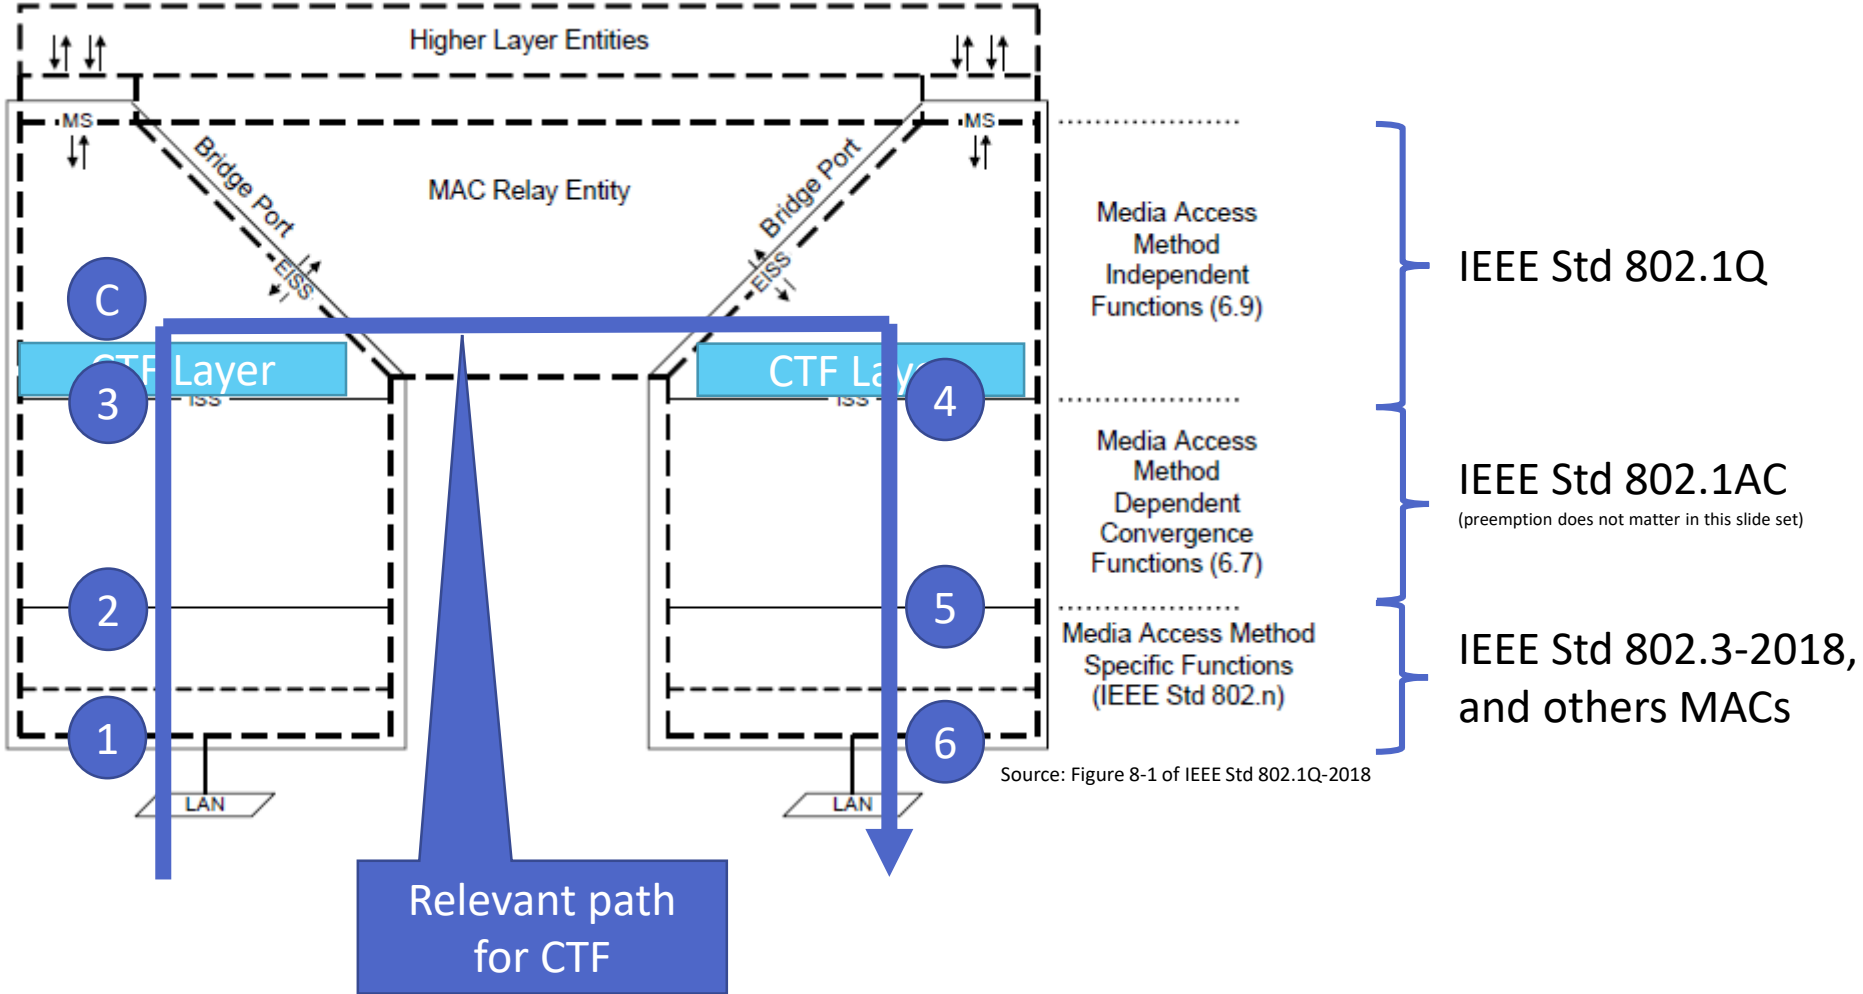 Higher Layer Entities
MS
MS
Bridge Port
Bridge Port
MAC Relay Entity
EISS
EISS
C
CTF Layer
CTF Lay
3
ISS
ISS
4
2
5
1
6
LAN
LAN
Relevant path
for CTF
Media Access
Method
Independent
Functions (6.9)
Media Access
Method
Dependent
Convergence
Functions (6.7)
Media Access Method
Specific Functions
(IEEE Std 802.n)
IEEE Std 802.1Q
IEEE Std 802.1AC
(preemption does not matter in this slide set)
IEEE Std 802.3-2018,
and others MACs
Source: Figure 8-1 of IEEE Std 802.1Q-2018